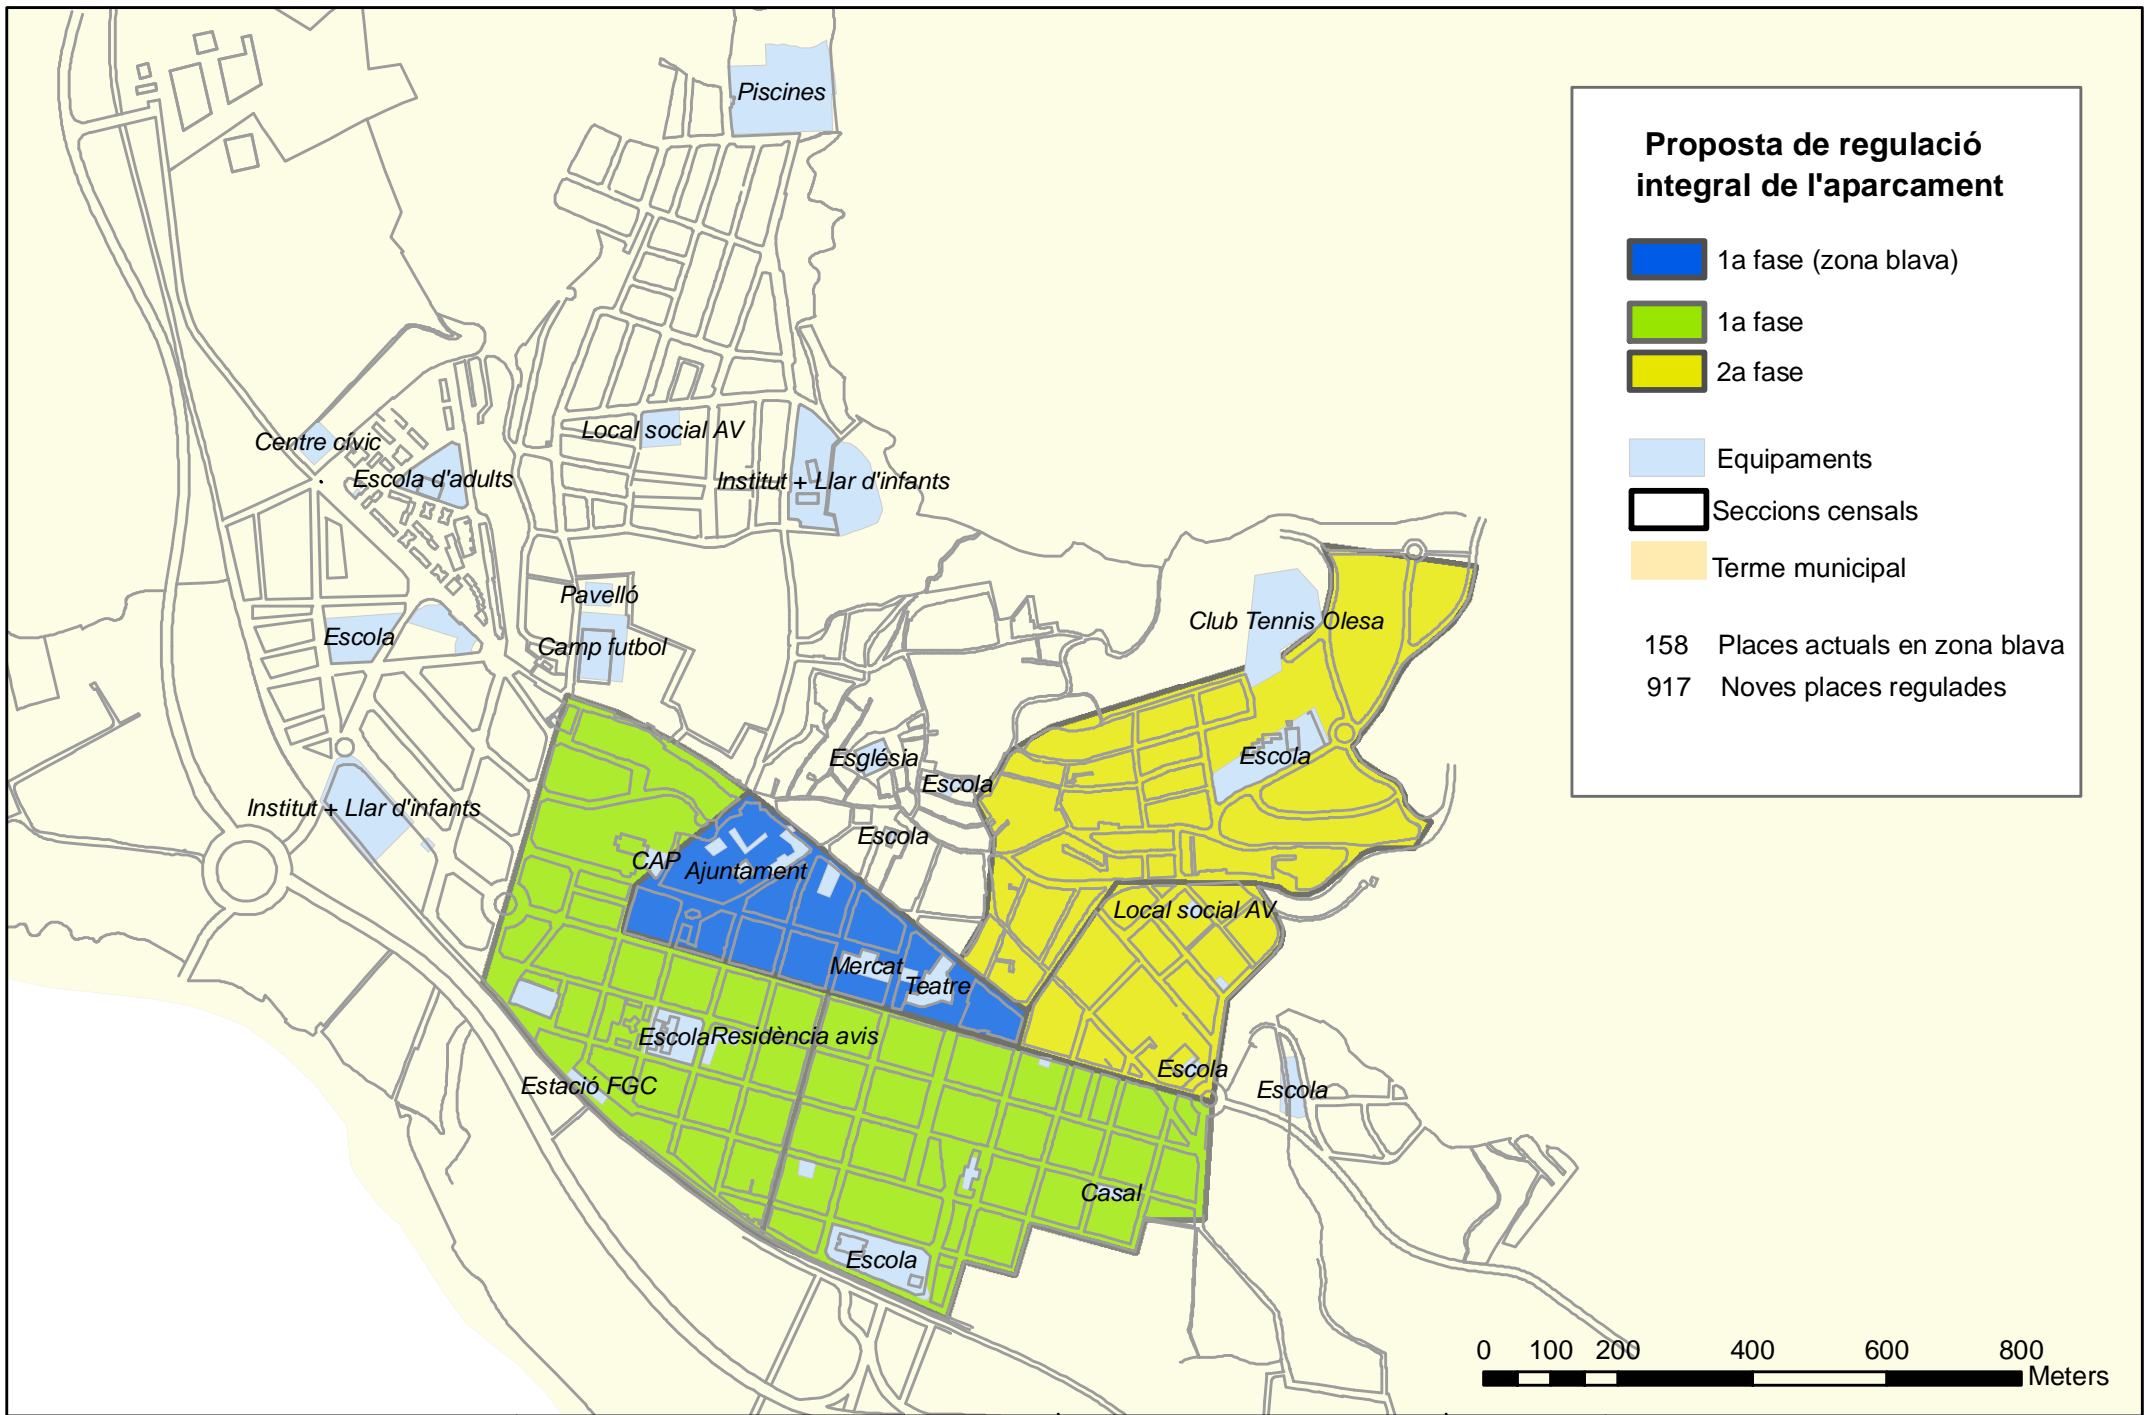 Piscines
Proposta de regulació
integral de l'aparcament
1a fase (zona blava)
1a fase
2a fase
Equipaments
Seccions censals
Terme municipal
158 Places actuals en zona blava
917 Noves places regulades
Local social AV
Centre cívic
Escola d'adults
Institut + Llar d'infants
Pavelló
Club Tennis Olesa
Escola
Camp futbol
Església
Escola
Escola
Institut + Llar d'infants
Escola
CAP
Ajuntament
Local social AV
Mercat
Teatre
Escola
Residència avis
Estació FGC
Escola
Escola
Casal
Escola
0 100 200 400 600 800
Meters